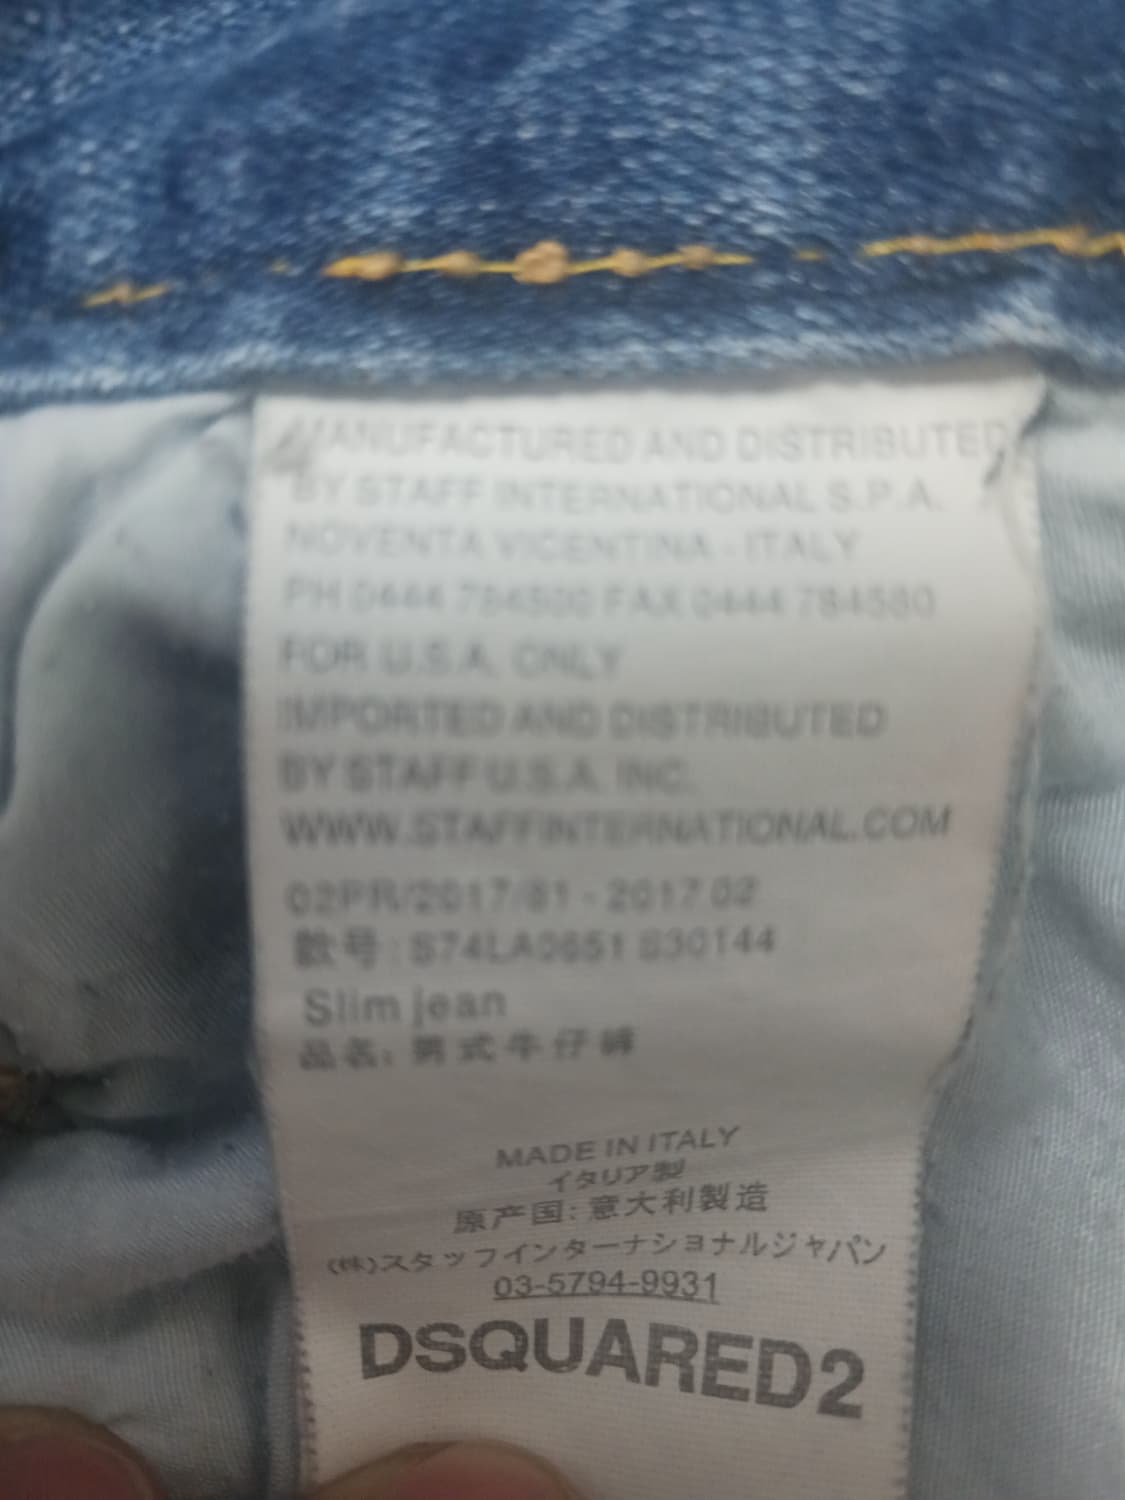 MANUFACTURED AND DISTRIBUTED
BY STAFF INTERNATIONAL S.P.A.
NOVENTA VICENTINA - ITALY
PH 0444 784500 FAX 0444 784580
FOR U.S.A. ONLY
IMPORTED AND DISTRIBUTED
BY STAFF U.S.A. INC.
WWW.STAFFINTERNATIONAL.COM
02PR/2017/81 - 2017.02
款号: S74LA0651 S30144
Slim jean
品名: 男式牛仔裤
MADE IN ITALY
イタリア製
原产国: 意大利製造
(株)スタッフインターナショナルジャパン
03-5794-9931
DSQUARED2